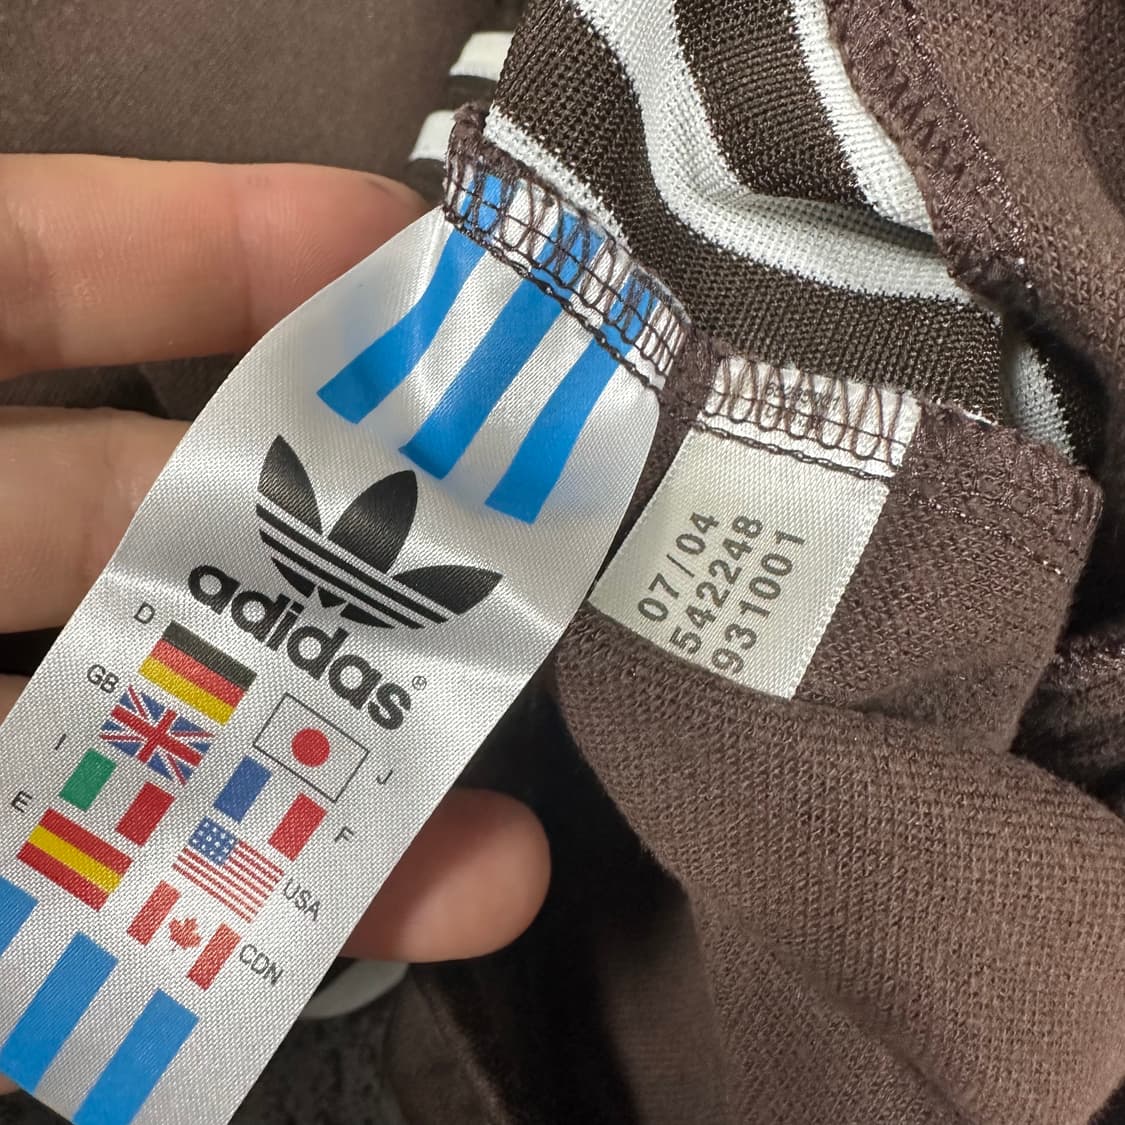 adidas®
D
GB
J
I
F
E
USA
CDN
07/04
542248
931001